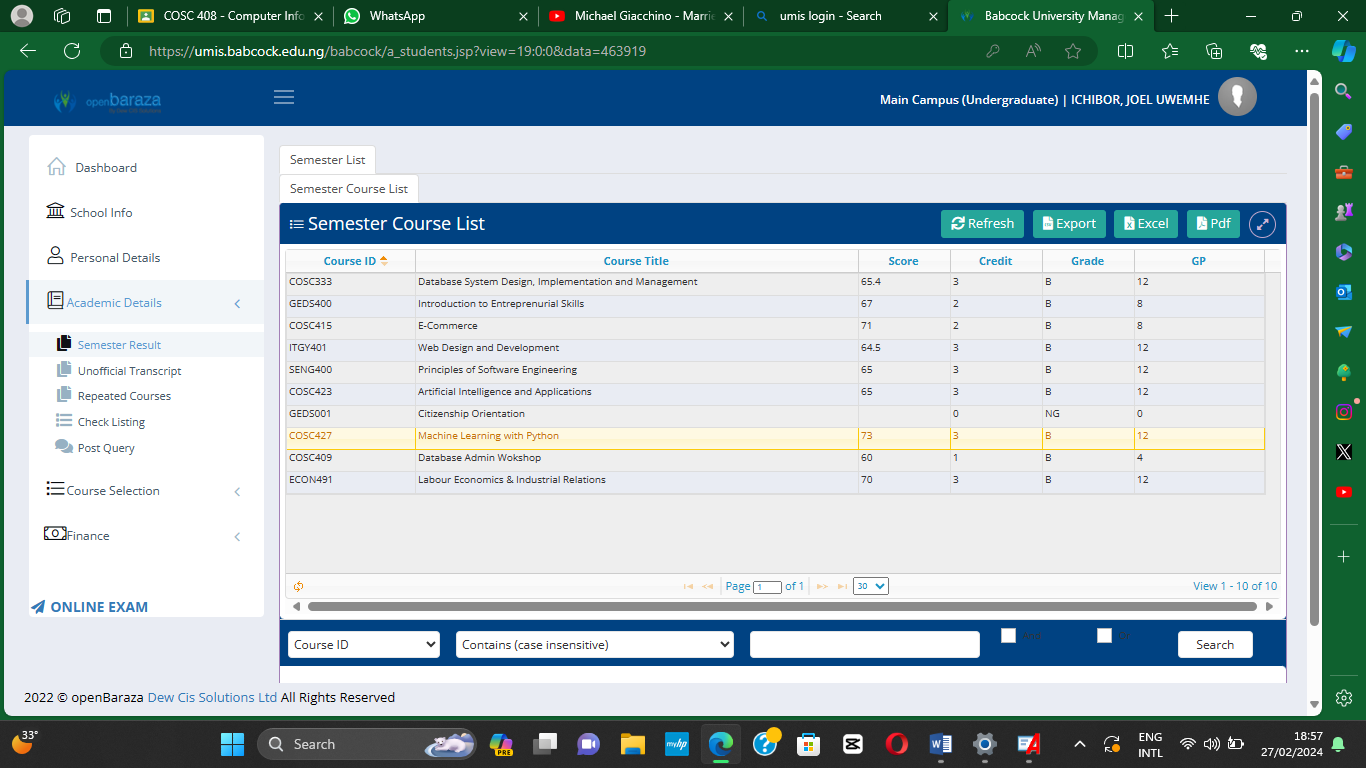 COSC 408 - Computer Info
WhatsApp
Michael Giacchino - Marrie
umis login - Search
Babcock University Manag
https://umis.babcock.edu.ng/babcock/a_students.jsp?view=19:0:0&data=463919
openbaraza
Main Campus (Undergraduate) | ICHIBOR, JOEL UWEMHE
Dashboard
School Info
Personal Details
Academic Details
Semester Result
Unofficial Transcript
Repeated Courses
Check Listing
Post Query
Course Selection
Finance
ONLINE EXAM
Semester List
Semester Course List
Semester Course List
Refresh Export Excel Pdf
Course ID Course Title Score Credit Grade GP
COSC333 Database System Design, Implementation and Management 65.4 3 B 12
GEDS400 Introduction to Entreprenurial Skills 67 2 B 8
COSC415 E-Commerce 71 2 B 8
ITGY401 Web Design and Development 64.5 3 B 12
SENG400 Principles of Software Engineering 65 3 B 12
COSC423 Artificial Intelligence and Applications 65 3 B 12
GEDS001 Citizenship Orientation 0 NG 0
COSC427 Machine Learning with Python 73 3 B 12
COSC409 Database Admin Wokshop 60 1 B 4
ECON491 Labour Economics & Industrial Relations 70 3 B 12
Page 1 of 1 30 View 1 - 10 of 10
Course ID Contains (case insensitive) And Or Search
2022 © openBaraza Dew Cis Solutions Ltd All Rights Reserved
33°
Search
PRE
myhp
ENG
INTL
18:57
27/02/2024